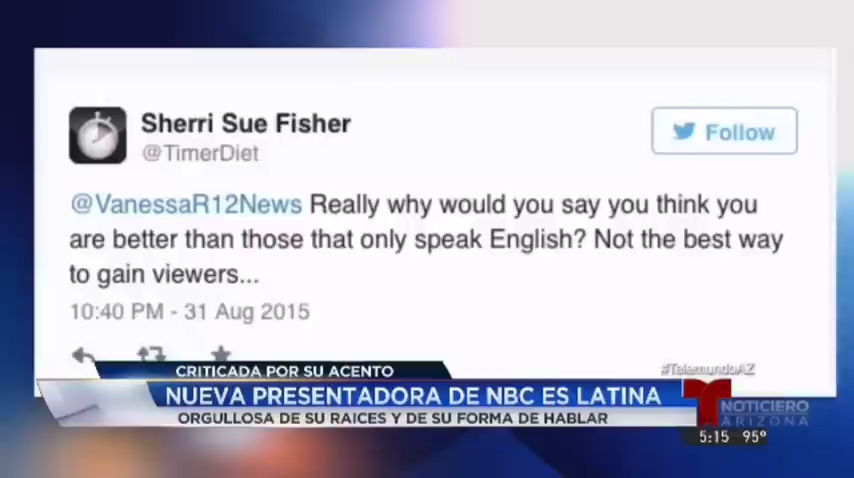 Sherri Sue Fisher
@TimerDiet
Follow
@VanessaR12News Really why would you say you think you
are better than those that only speak English? Not the best way
to gain viewers...
10:40 PM - 31 Aug 2015
CRITICADA POR SU ACENTO
#TelemundoAZ
NUEVA PRESENTADORA DE NBC ES LATINA
ORGULLOSA DE SU RAICES Y DE SU FORMA DE HABLAR
NOTICIERO
ARIZONA
5:15 95°